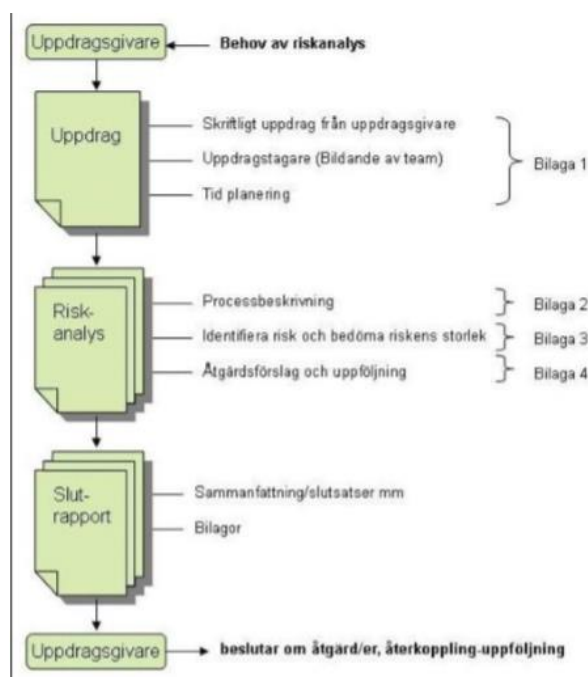 Uppdragsgivare
Behov av riskanalys
Uppdrag
Skriftligt uppdrag från uppdragsgivare
Uppdragstagare (Bildande av team)
Tid planering
Bilaga 1
Risk-
analys
Processbeskrivning
Bilaga 2
Identifiera risk och bedöma riskens storlek
Bilaga 3
Åtgärdsförslag och uppföljning
Bilaga 4
Slut-
rapport
Sammanfattning/slutsatser mm
Bilagor
Uppdragsgivare
beslutar om åtgärd/er, återkoppling-uppföljning